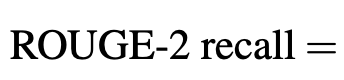 ROUGE-2 recall =